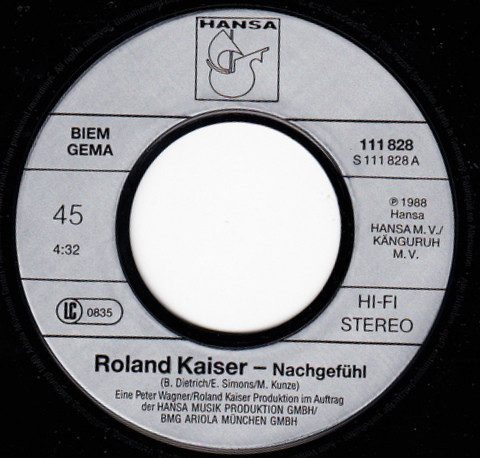 HANSA
BIEM
GEMA
111 828
S 111 828 A
45
4:32
℗ 1988
Hansa
HANSA M. V./
KÄNGURUH
M. V.
LC 0835
HI-FI
STEREO
Roland Kaiser – Nachgefühl
(B. Dietrich/E. Simons/M. Kunze)
Eine Peter Wagner/Roland Kaiser Produktion im Auftrag
der HANSA MUSIK PRODUKTION GMBH/
BMG ARIOLA MÜNCHEN GMBH